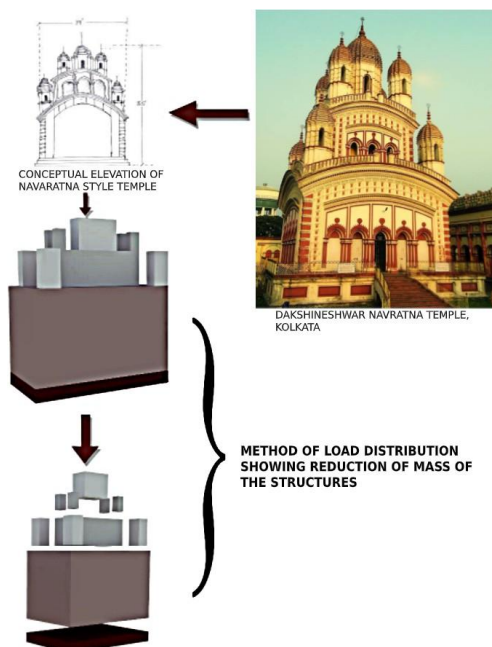 CONCEPTUAL ELEVATION OF
NAVARATNA STYLE TEMPLE
DAKSHINESHWAR NAVRATNA TEMPLE,
KOLKATA
METHOD OF LOAD DISTRIBUTION
SHOWING REDUCTION OF MASS OF
THE STRUCTURES